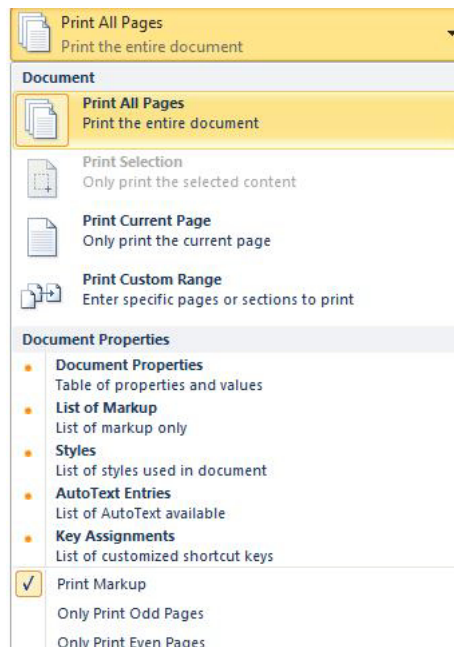 Print All Pages
Print the entire document
Document
Print All Pages
Print the entire document
Print Selection
Only print the selected content
Print Current Page
Only print the current page
Print Custom Range
Enter specific pages or sections to print
Document Properties
Document Properties
Table of properties and values
List of Markup
List of markup only
Styles
List of styles used in document
AutoText Entries
List of AutoText available
Key Assignments
List of customized shortcut keys
Print Markup
Only Print Odd Pages
Only Print Even Pages